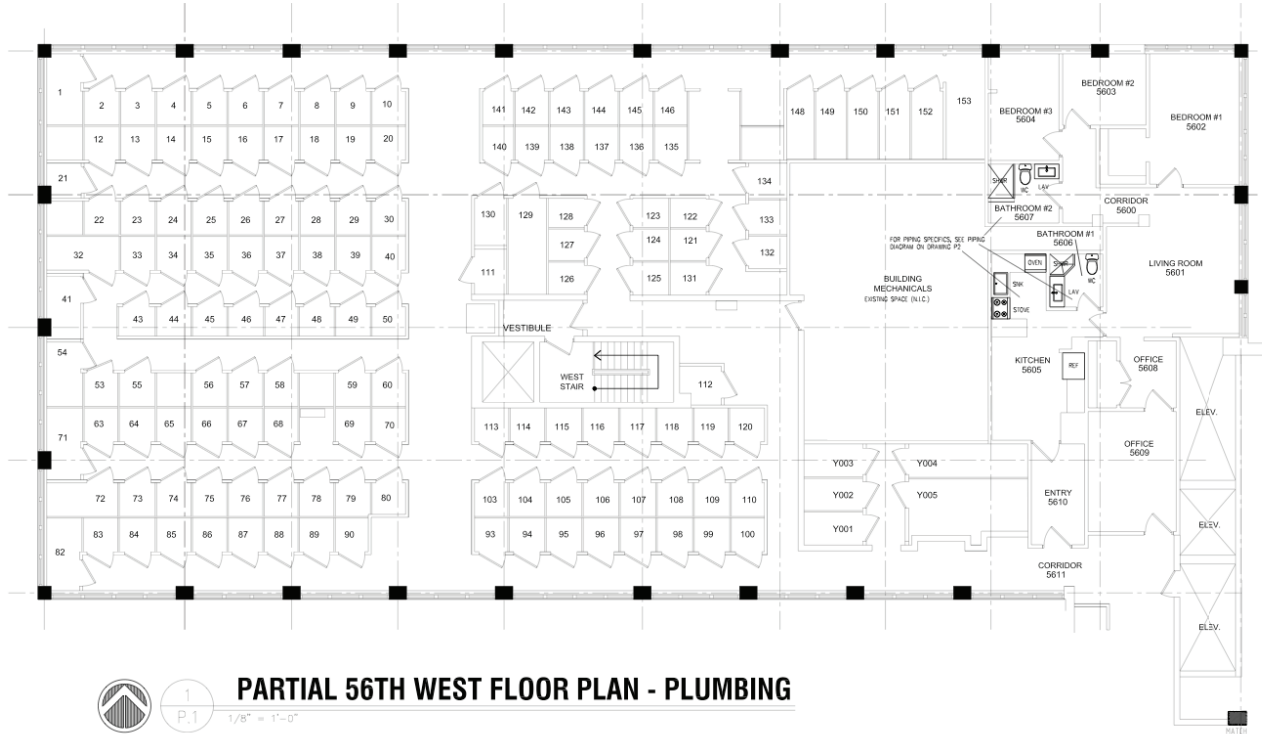 BEDROOM #2
5603
1 2 3 4 5 6 7 8 9 10
141 142 143 144 145 146
148 149 150 151 152 153
BEDROOM #3
5604
BEDROOM #1
5602
12 13 14 15 16 17 18 19 20
140 139 138 137 136 135
21
134
SHWR
WC
LAV
CORRIDOR
5600
22 23 24 25 26 27 28 29 30
130 129 128 123 122 133
BATHROOM #2
5607
BATHROOM #1
5606
FOR PIPING SPECIFICS, SEE PIPING
DIAGRAM ON DRAWING P2
32 33 34 35 36 37 38 39 40
127 124 121 132
LIVING ROOM
5601
OVEN
SHWR
WC
111 126 125 131
BUILDING
MECHANICALS
EXISTING SPACE (N.I.C.)
SNK
LAV
41
STOVE
43 44 45 46 47 48 49 50
VESTIBULE
54
KITCHEN
5605
REF
OFFICE
5608
WEST
STAIR
112
53 55 56 57 58 59 60
ELEV.
63 64 65 66 67 68 69 70
113 114 115 116 117 118 119 120
71
OFFICE
5609
Y003 Y004
72 73 74 75 76 77 78 79 80
103 104 105 106 107 108 109 110
Y002 Y005
ENTRY
5610
ELEV.
82 83 84 85 86 87 88 89 90
93 94 95 96 97 98 99 100
Y001
CORRIDOR
5611
ELEV.
1
P.1
PARTIAL 56TH WEST FLOOR PLAN - PLUMBING
1/8" = 1'-0"
MATCH